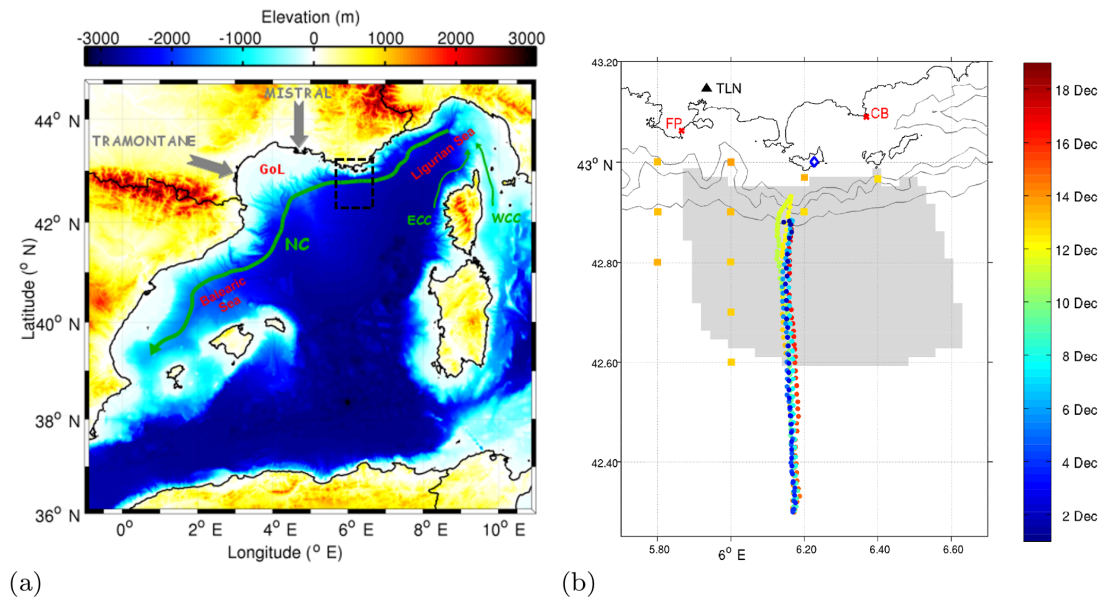 Elevation (m)
-3000 -2000 -1000 0 1000 2000 3000
MISTRAL
TRAMONTANE
GoL
Ligurian Sea
ECC
WCC
NC
Balearic
Sea
44° N
42° N
40° N
38° N
36° N
Latitude (° N)
0° 2° E 4° E 6° E 8° E 10° E
Longitude (° E)
(a)
43.20
TLN
FP
CB
43° N
42.80
42.60
42.40
5.80 6° E 6.20 6.40 6.60
18 Dec
16 Dec
14 Dec
12 Dec
10 Dec
8 Dec
6 Dec
4 Dec
2 Dec
(b)